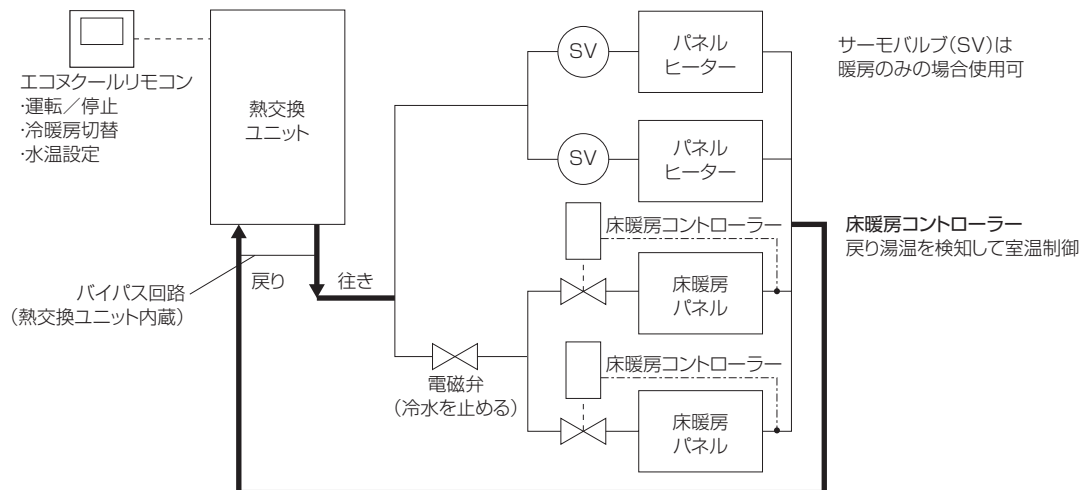 エコヌクールリモコン
・運転／停止
・冷暖房切替
・水温設定
熱交換
ユニット
SV
パネル
ヒーター
サーモバルブ(SV)は
暖房のみの場合使用可
SV
パネル
ヒーター
床暖房コントローラー
床暖房コントローラー
戻り湯温を検知して室温制御
戻り
往き
バイパス回路
(熱交換ユニット内蔵)
床暖房
パネル
電磁弁
(冷水を止める)
床暖房コントローラー
床暖房
パネル